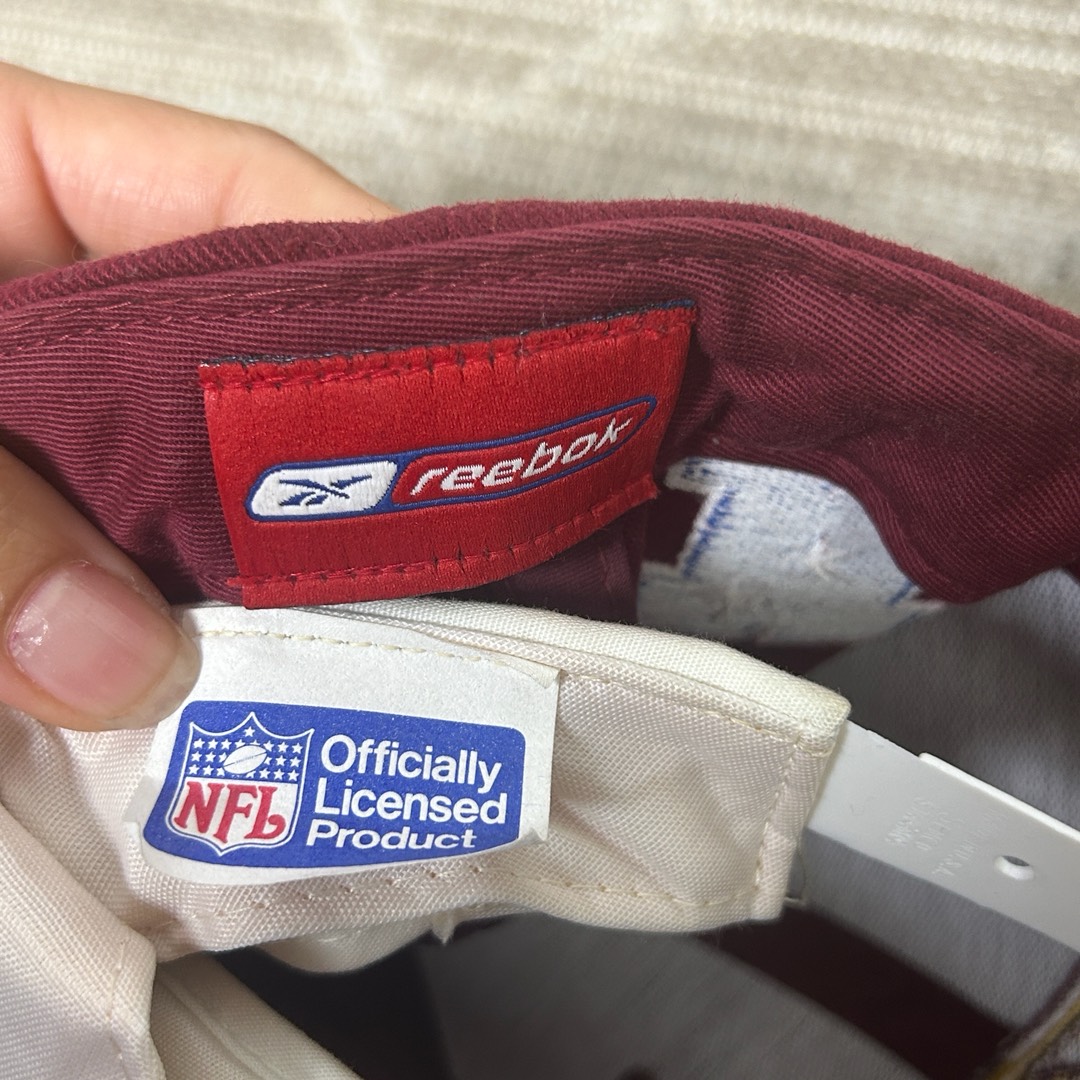 reebok
NFL
Officially
Licensed
Product